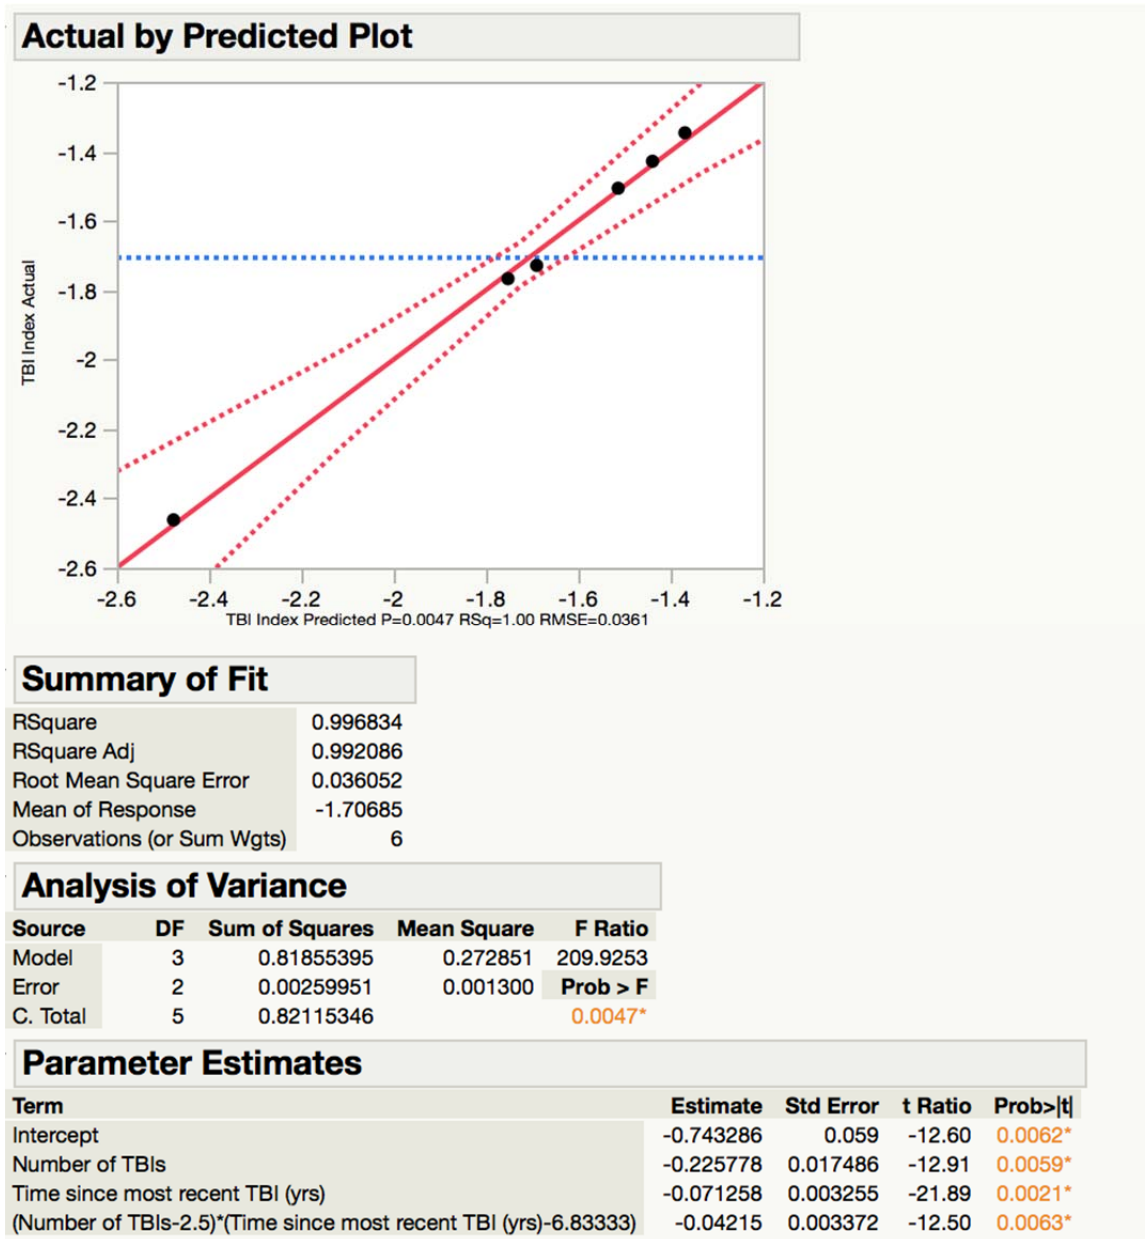 Actual by Predicted Plot
-1.2
-1.4
-1.6
-1.8
-2
-2.2
-2.4
-2.6
TBI Index Actual
-2.6 -2.4 -2.2 -2 -1.8 -1.6 -1.4 -1.2
TBI Index Predicted P=0.0047 RSq=1.00 RMSE=0.0361
Summary of Fit
RSquare 0.996834
RSquare Adj 0.992086
Root Mean Square Error 0.036052
Mean of Response -1.70685
Observations (or Sum Wgts) 6
Analysis of Variance
Source DF Sum of Squares Mean Square F Ratio
Model 3 0.81855395 0.272851 209.9253
Error 2 0.00259951 0.001300 Prob > F
C. Total 5 0.82115346 0.0047*
Parameter Estimates
Term Estimate Std Error t Ratio Prob>|t|
Intercept -0.743286 0.059 -12.60 0.0062*
Number of TBIs -0.225778 0.017486 -12.91 0.0059*
Time since most recent TBI (yrs) -0.071258 0.003255 -21.89 0.0021*
(Number of TBIs-2.5)*(Time since most recent TBI (yrs)-6.83333) -0.04215 0.003372 -12.50 0.0063*